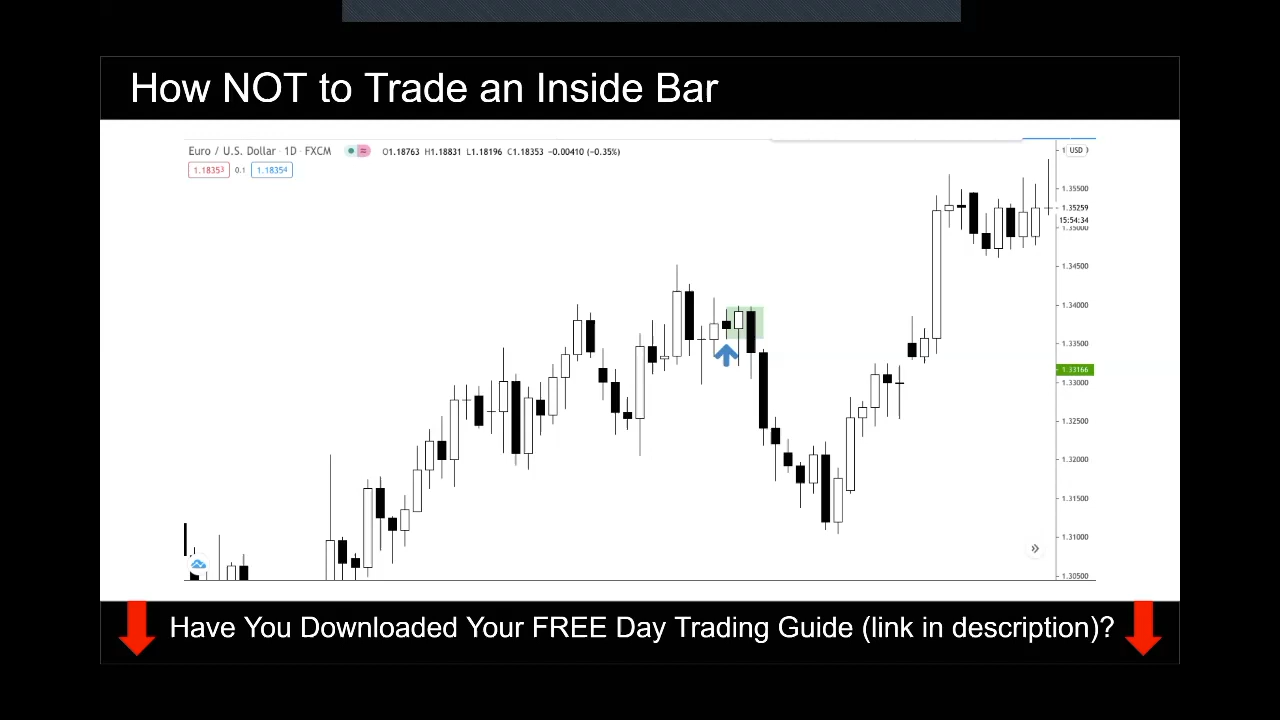 How NOT to Trade an Inside Bar
Euro / U.S. Dollar · 1D · FXCM O1.18763 H1.18831 L1.18196 C1.18353 −0.00410 (−0.35%)
1.18353 0.1 1.18354
USD
1.35500
1.35259
15:54:34
1.35000
1.34500
1.34000
1.33500
1.33166
1.33000
1.32500
1.32000
1.31500
1.31000
1.30500
Have You Downloaded Your FREE Day Trading Guide (link in description)?